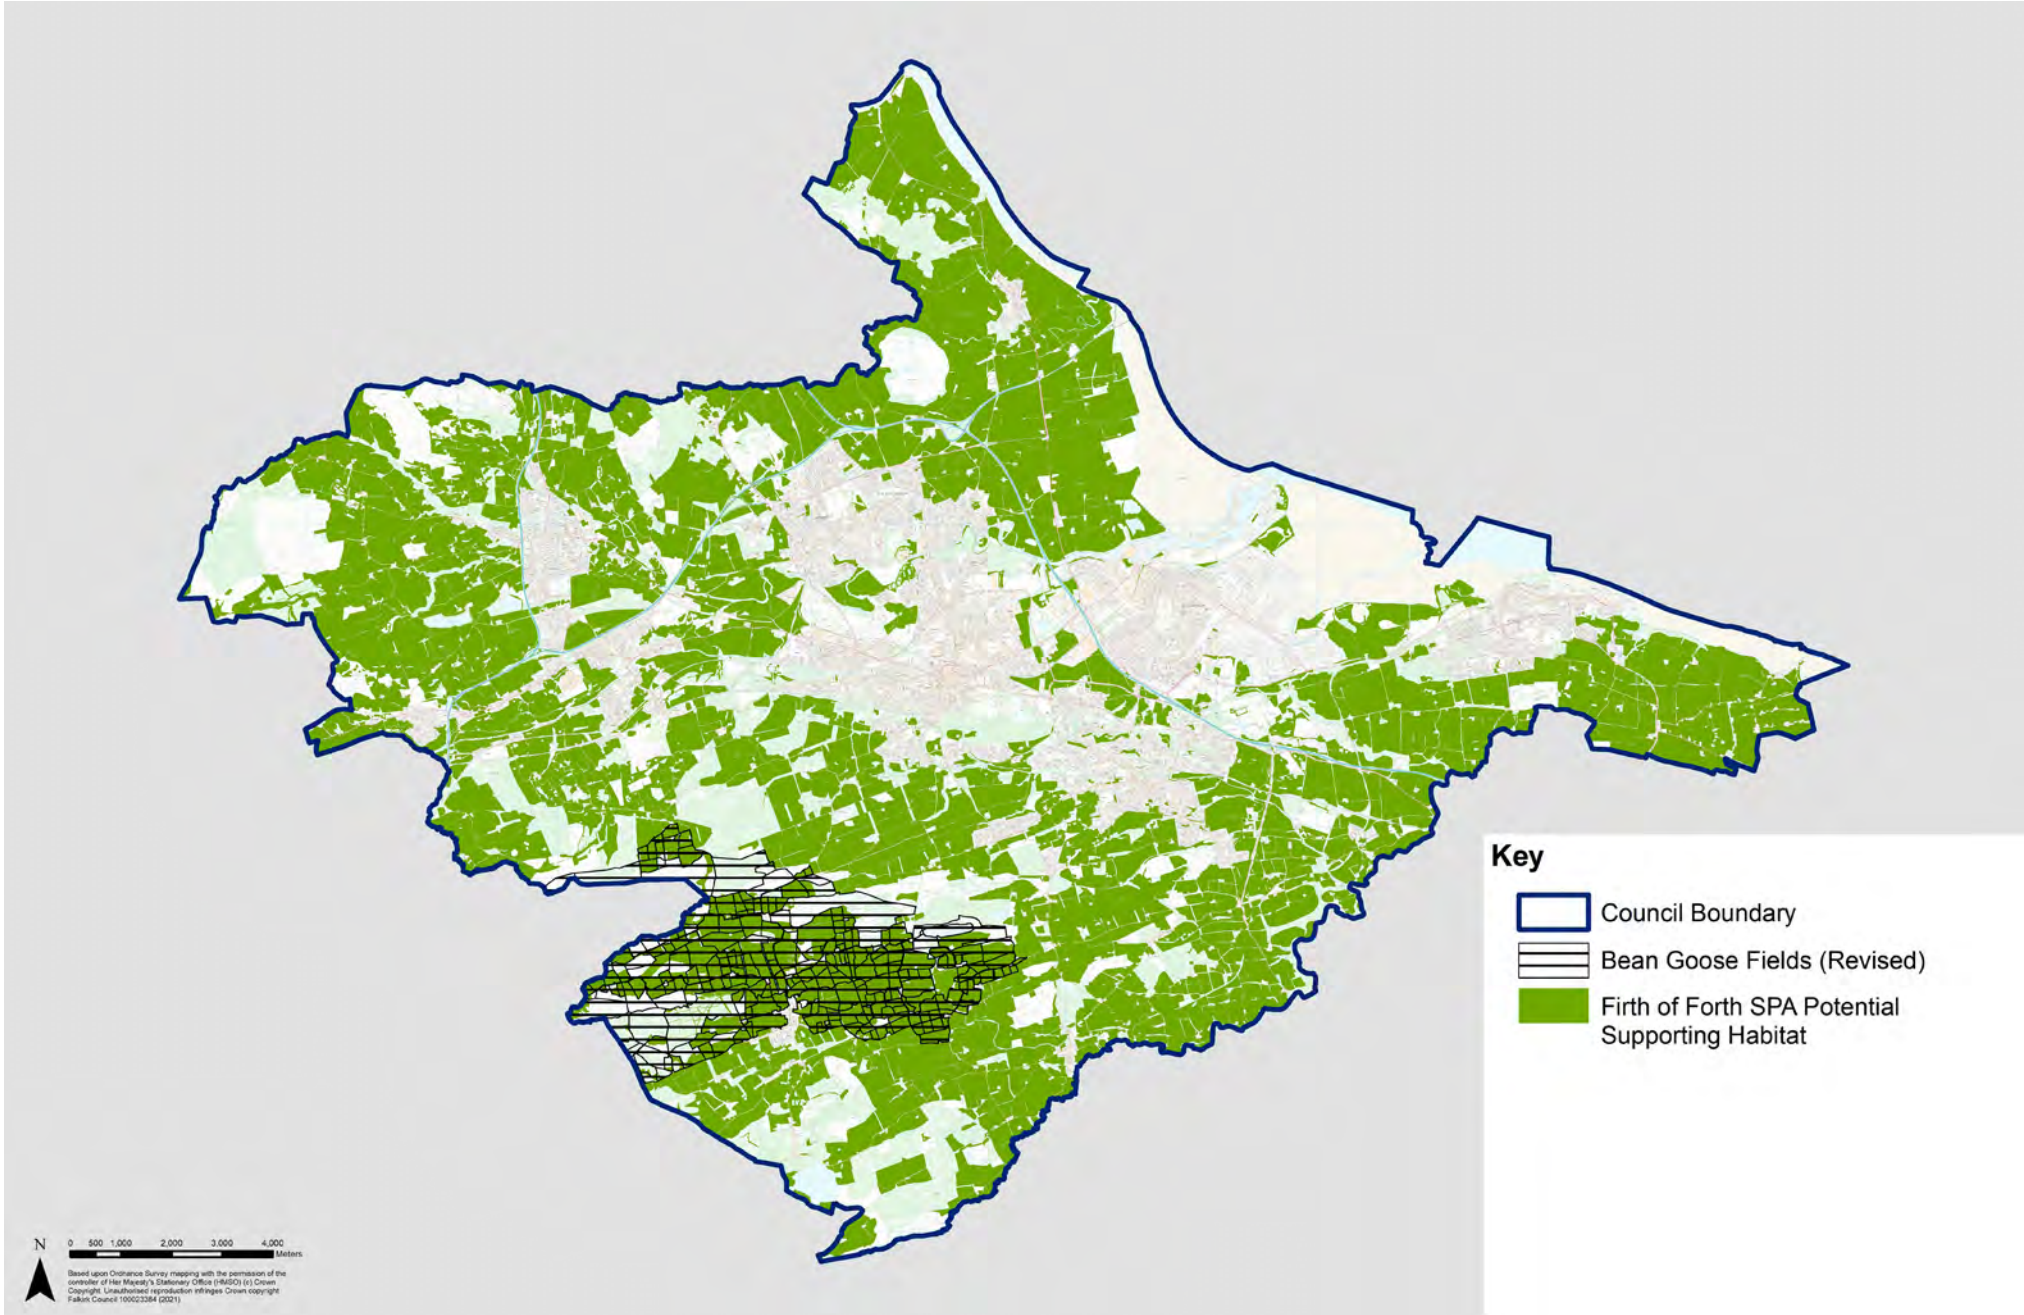 Key
Council Boundary
Bean Goose Fields (Revised)
Firth of Forth SPA Potential
Supporting Habitat
N
0 500 1,000 2,000 3,000 4,000
Meters
Based upon Ordnance Survey mapping with the permission of the
controller of Her Majesty's Stationary Office (HMSO) (c) Crown
Copyright. Unauthorised reproduction infringes Crown copyright
Falkirk Council 100023384 (2021)